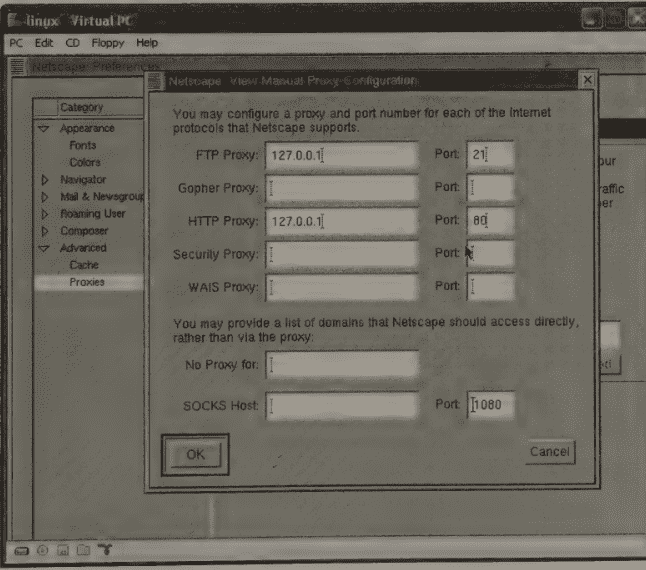 linux Virtual PC
PC Edit CD Floppy Help
Netscape: Preferences
Netscape: View Manual Proxy Configuration
Category
Appearance
Fonts
Colors
Navigator
Mail & Newsgroup
Roaming User
Composer
Advanced
Cache
Proxies
You may configure a proxy and port number for each of the internet
protocols that Netscape supports.
FTP Proxy: 127.0.0.1 Port: 21
Gopher Proxy: Port:
HTTP Proxy: 127.0.0.1 Port: 80
Security Proxy: Port:
WAIS Proxy: Port:
You may provide a list of domains that Netscape should access directly,
rather than via the proxy:
No Proxy for:
SOCKS Host: Port: 1080
OK Cancel